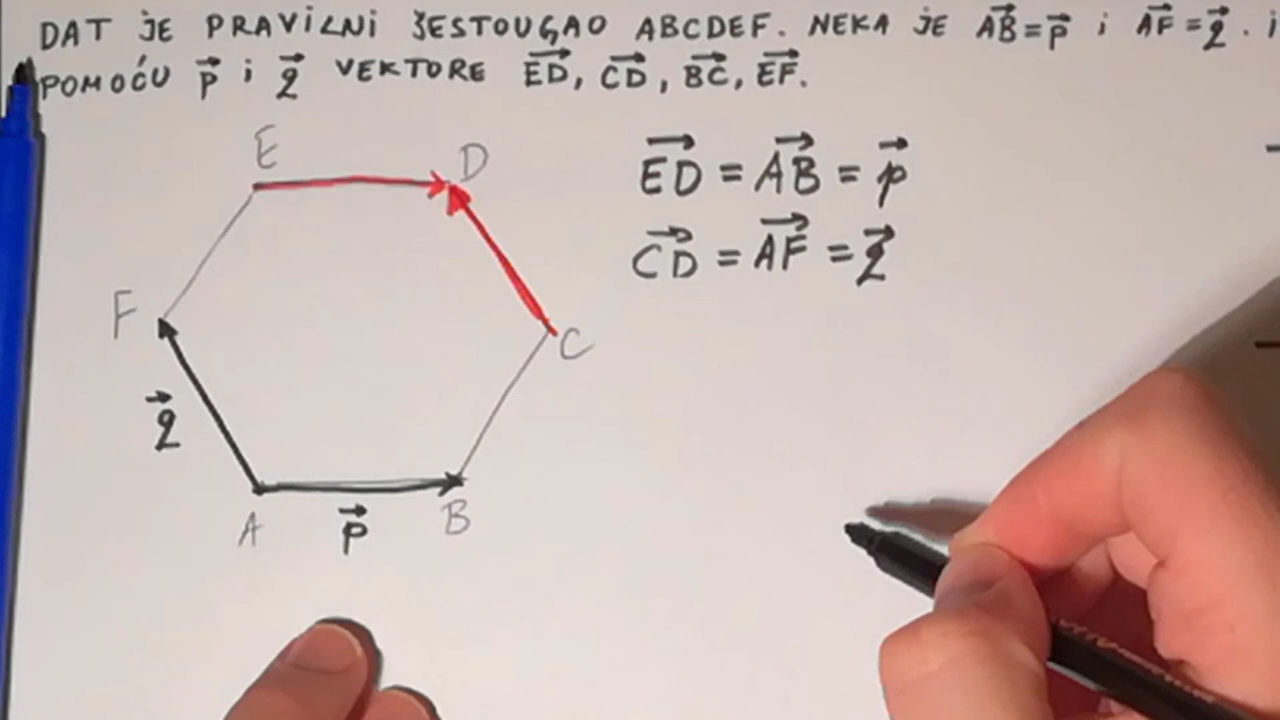 DAT JE PRAVILNI ŠESTOUGAO ABCDEF. NEKA JE AB⃗=p⃗ i AF⃗=q⃗. i
POMOĆU p⃗ i q⃗ VEKTORE ED⃗, CD⃗, BC⃗, EF⃗.
E D
ED⃗ = AB⃗ = p⃗
CD⃗ = AF⃗ = q⃗
F C
q⃗
A p⃗ B